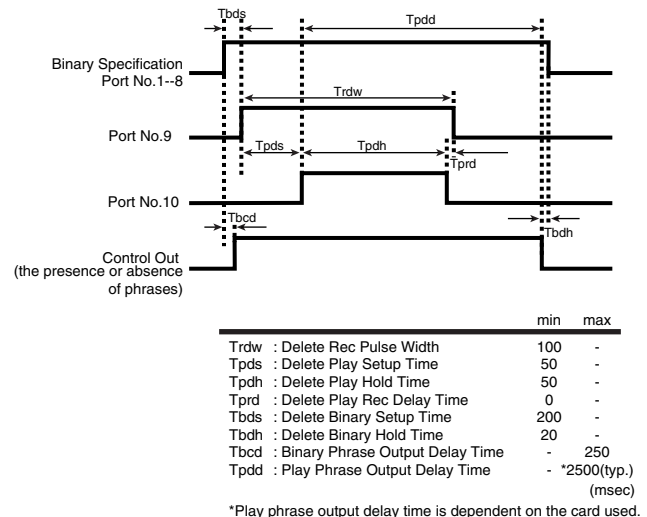 Tbds
Tpdd
Binary Specification
Port No.1--8
Trdw
Port No.9
Tpds
Tpdh
Tprd
Port No.10
Tbcd
Tbdh
Control Out
(the presence or absence
of phrases)
min max
Trdw : Delete Rec Pulse Width 100 -
Tpds : Delete Play Setup Time 50 -
Tpdh : Delete Play Hold Time 50 -
Tprd : Delete Play Rec Delay Time 0 -
Tbds : Delete Binary Setup Time 200 -
Tbdh : Delete Binary Hold Time 20 -
Tbcd : Binary Phrase Output Delay Time - 250
Tpdd : Play Phrase Output Delay Time - *2500(typ.)
(msec)
*Play phrase output delay time is dependent on the card used.